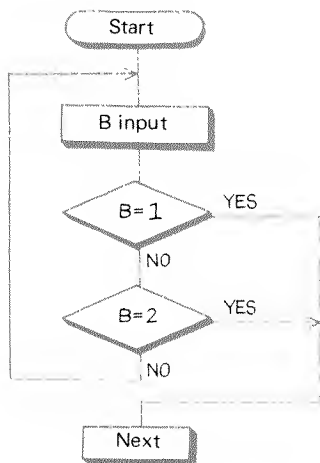 Start
B input
B=1
YES
NO
B=2
YES
NO
Next